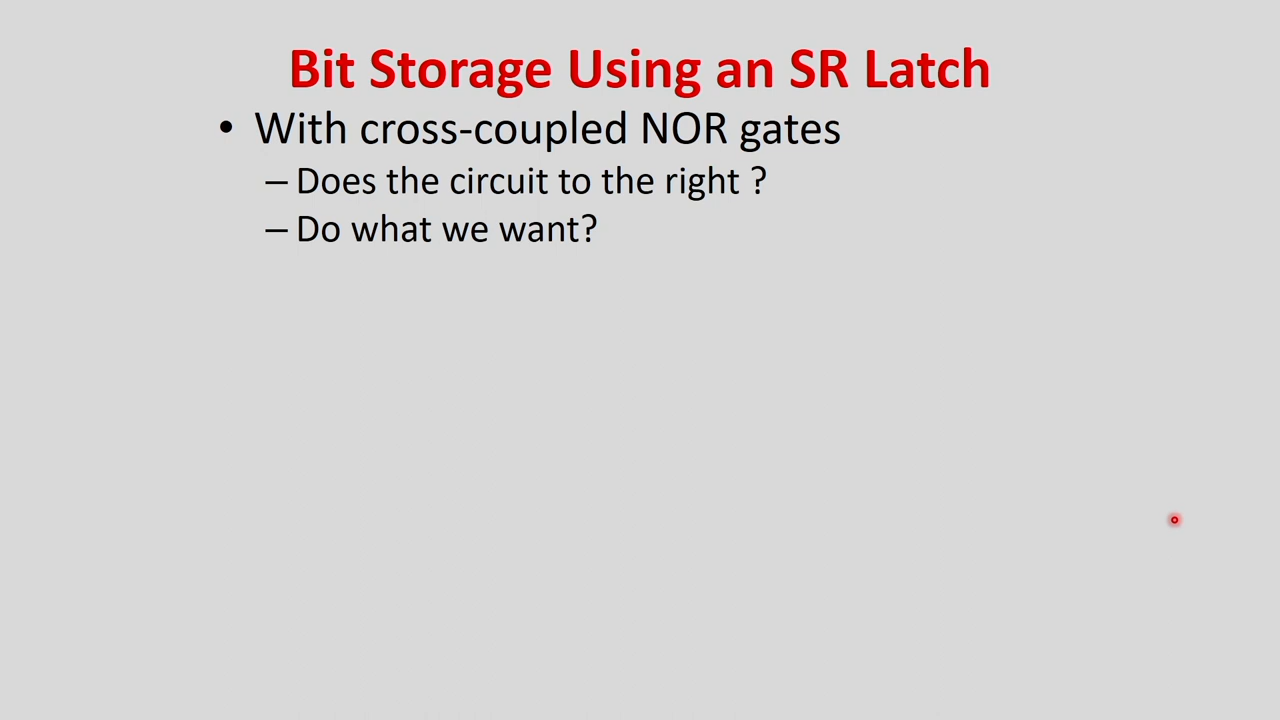 Bit Storage Using an SR Latch
• With cross-coupled NOR gates
– Does the circuit to the right ?
– Do what we want?